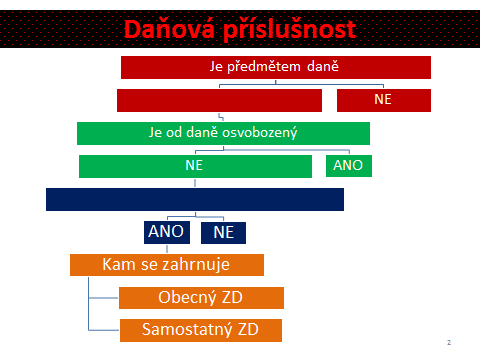 Daňová příslušnost
Je předmětem daně
NE
Je od daně osvobozený
NE
ANO
ANO
NE
Kam se zahrnuje
Obecný ZD
Samostatný ZD
2